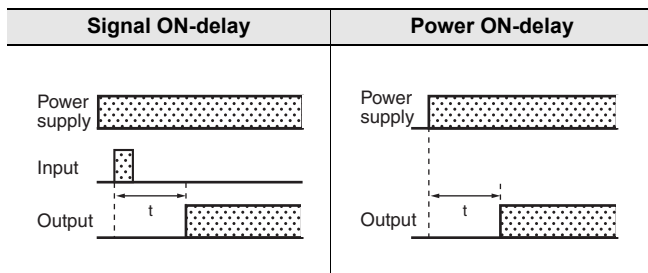 Signal ON-delay
Power ON-delay
Power
supply
Input
t
Output
Power
supply
t
Output